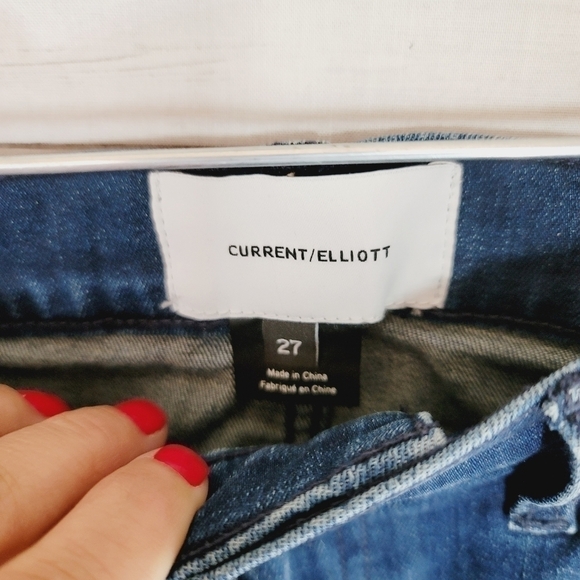 CURRENT/ELLIOTT
27
Made in China
Fabriqué en Chine